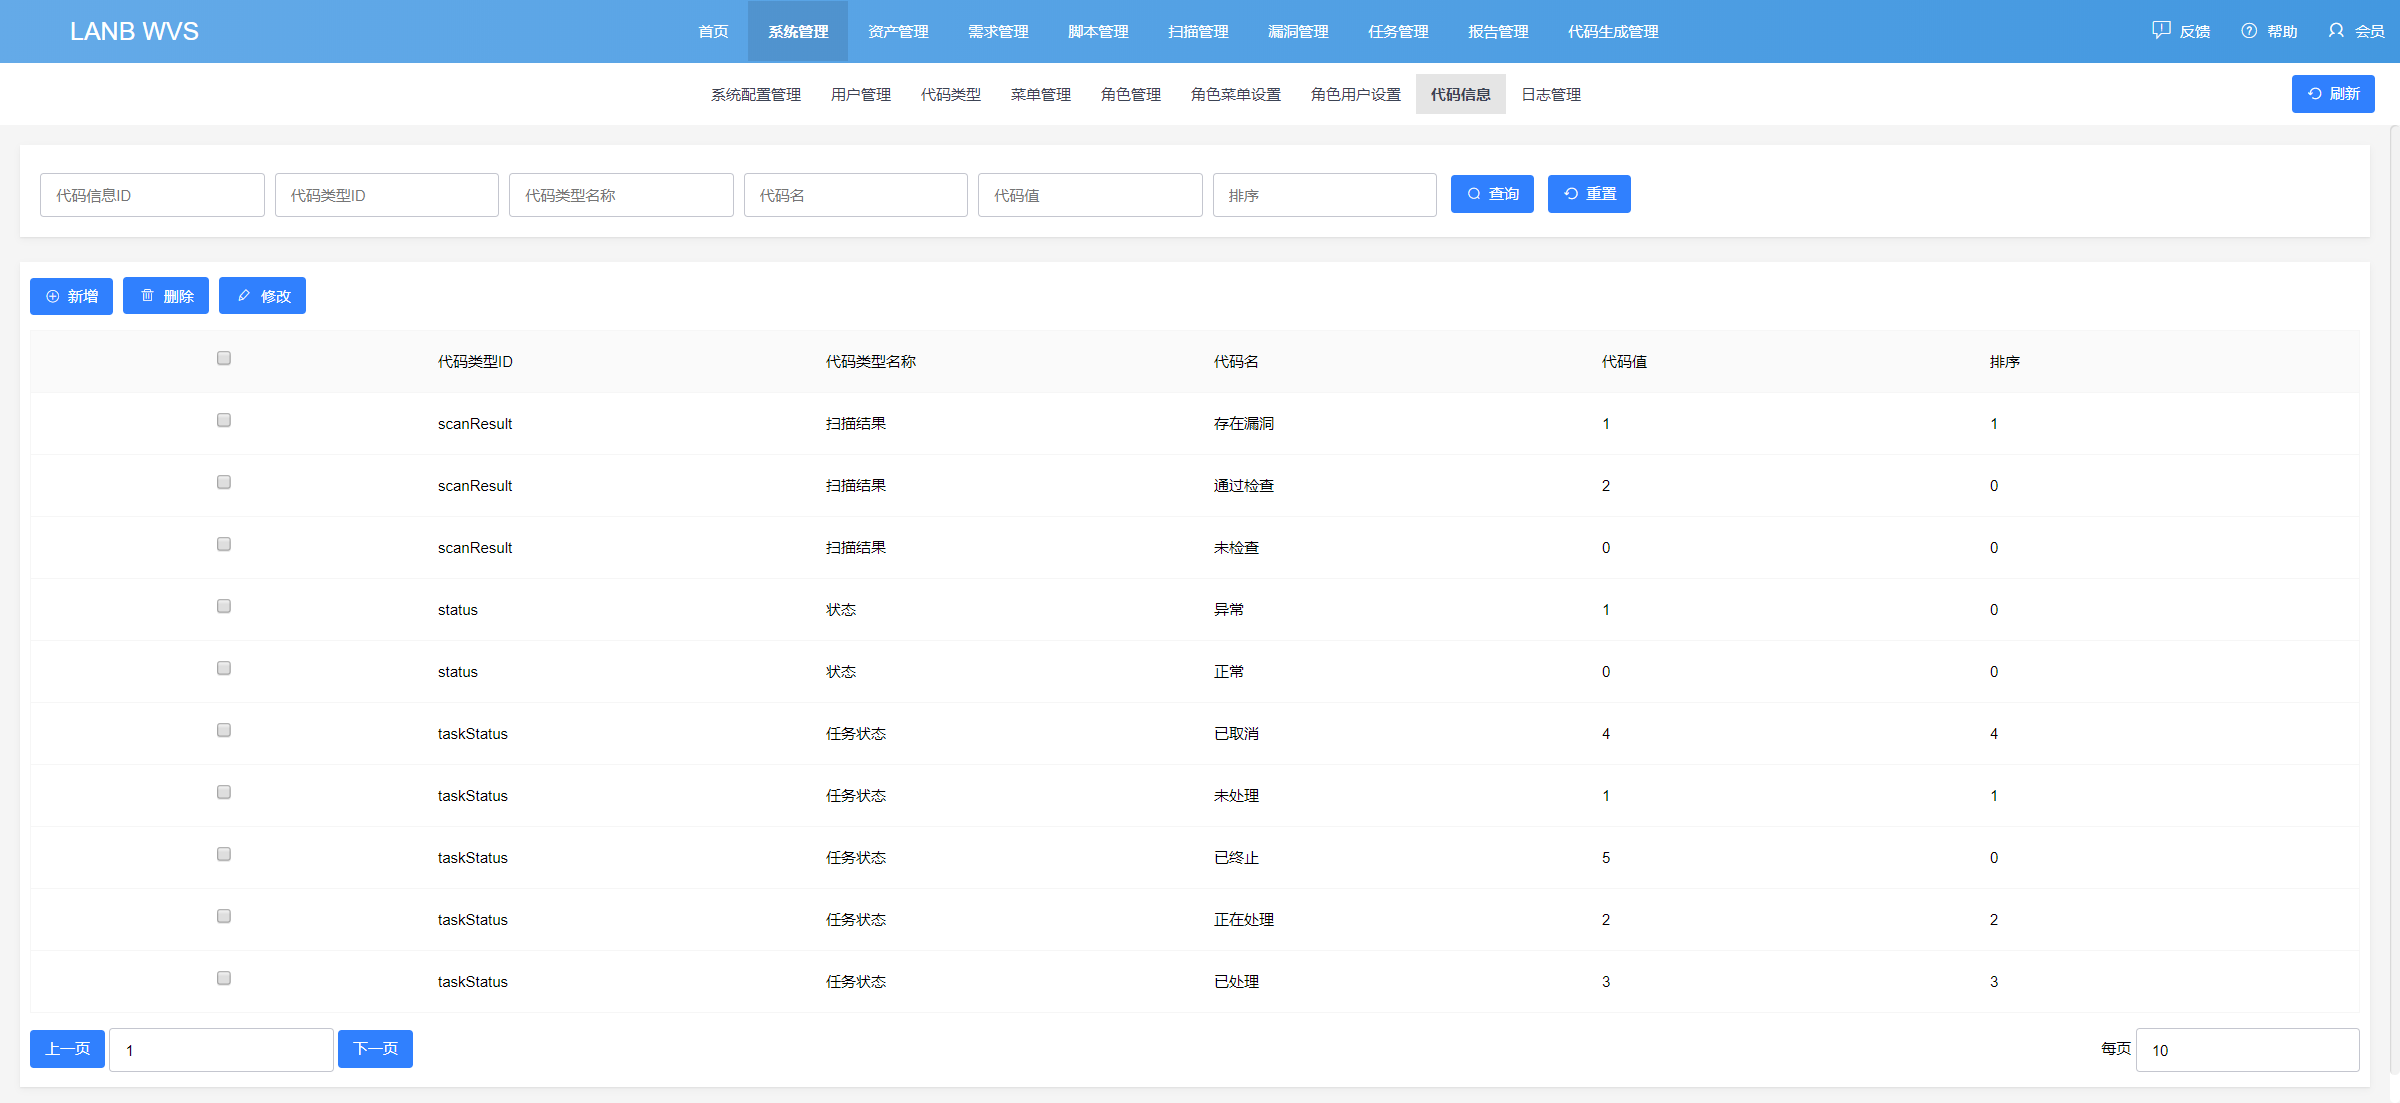 LANB WVS 首页 系统管理 资产管理 需求管理 脚本管理 扫描管理 漏洞管理 任务管理 报告管理 代码生成管理 反馈 帮助 会员
系统配置管理 用户管理 代码类型 菜单管理 角色管理 角色菜单设置 角色用户设置 代码信息 日志管理 刷新
代码信息ID 代码类型ID 代码类型名称 代码名 代码值 排序 查询 重置
新增 删除 修改
代码类型ID 代码类型名称 代码名 代码值 排序
scanResult 扫描结果 存在漏洞 1 1
scanResult 扫描结果 通过检查 2 0
scanResult 扫描结果 未检查 0 0
status 状态 异常 1 0
status 状态 正常 0 0
taskStatus 任务状态 已取消 4 4
taskStatus 任务状态 未处理 1 1
taskStatus 任务状态 已终止 5 0
taskStatus 任务状态 正在处理 2 2
taskStatus 任务状态 已处理 3 3
上一页 1 下一页 每页 10